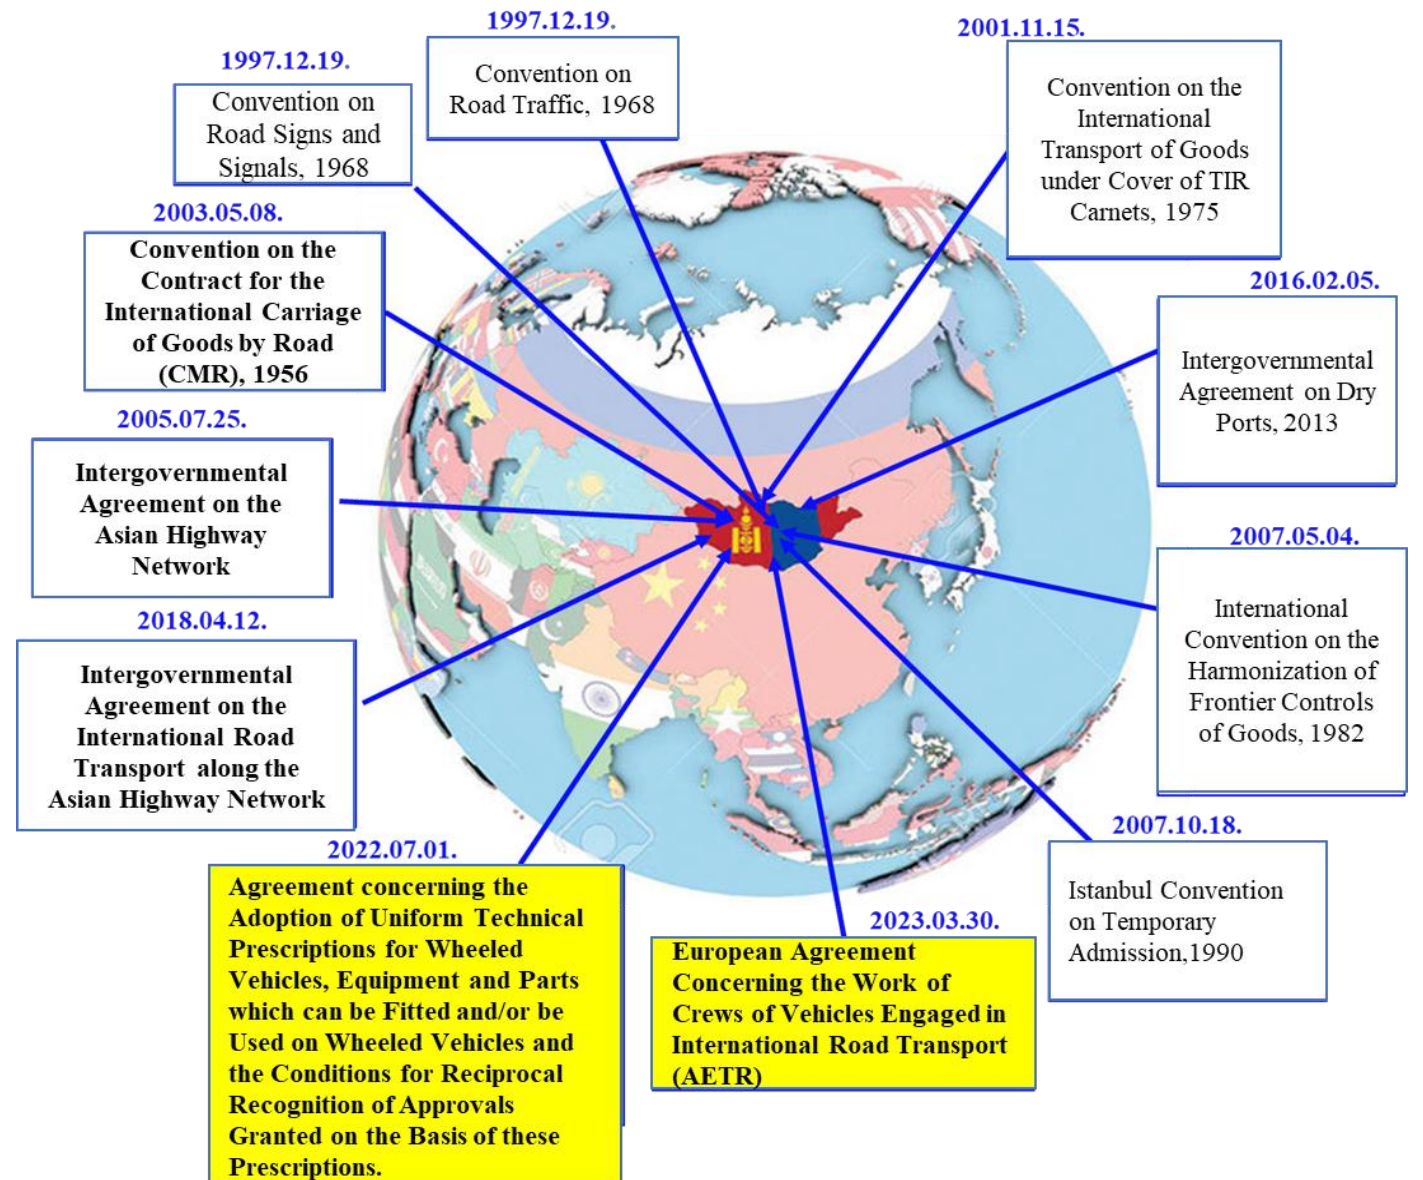 1997.12.19.
Convention on
Road Traffic, 1968
1997.12.19.
Convention on
Road Signs and
Signals, 1968
2001.11.15.
Convention on the
International
Transport of Goods
under Cover of TIR
Carnets, 1975
2003.05.08.
Convention on the
Contract for the
International Carriage
of Goods by Road
(CMR), 1956
2016.02.05.
Intergovernmental
Agreement on Dry
Ports, 2013
2005.07.25.
Intergovernmental
Agreement on the
Asian Highway
Network
2007.05.04.
International
Convention on the
Harmonization of
Frontier Controls
of Goods, 1982
2018.04.12.
Intergovernmental
Agreement on the
International Road
Transport along the
Asian Highway Network
2007.10.18.
Istanbul Convention
on Temporary
Admission,1990
2022.07.01.
Agreement concerning the
Adoption of Uniform Technical
Prescriptions for Wheeled
Vehicles, Equipment and Parts
which can be Fitted and/or be
Used on Wheeled Vehicles and
the Conditions for Reciprocal
Recognition of Approvals
Granted on the Basis of these
Prescriptions.
2023.03.30.
European Agreement
Concerning the Work of
Crews of Vehicles Engaged in
International Road Transport
(AETR)